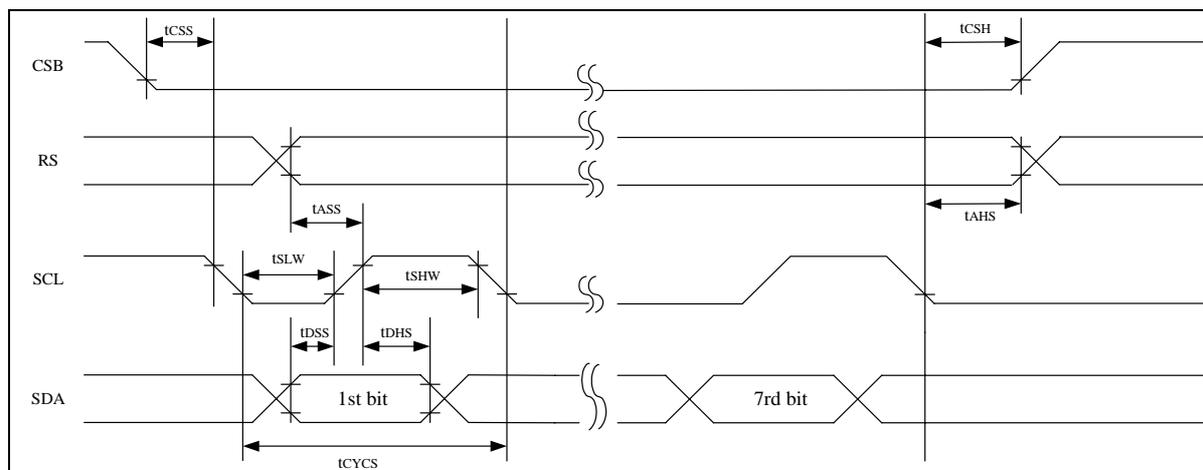 tCSS
tCSH
CSB
RS
tASS
tAHS
tSLW
SCL
tSHW
tDSS
tDHS
SDA
1st bit
7rd bit
tCYCS